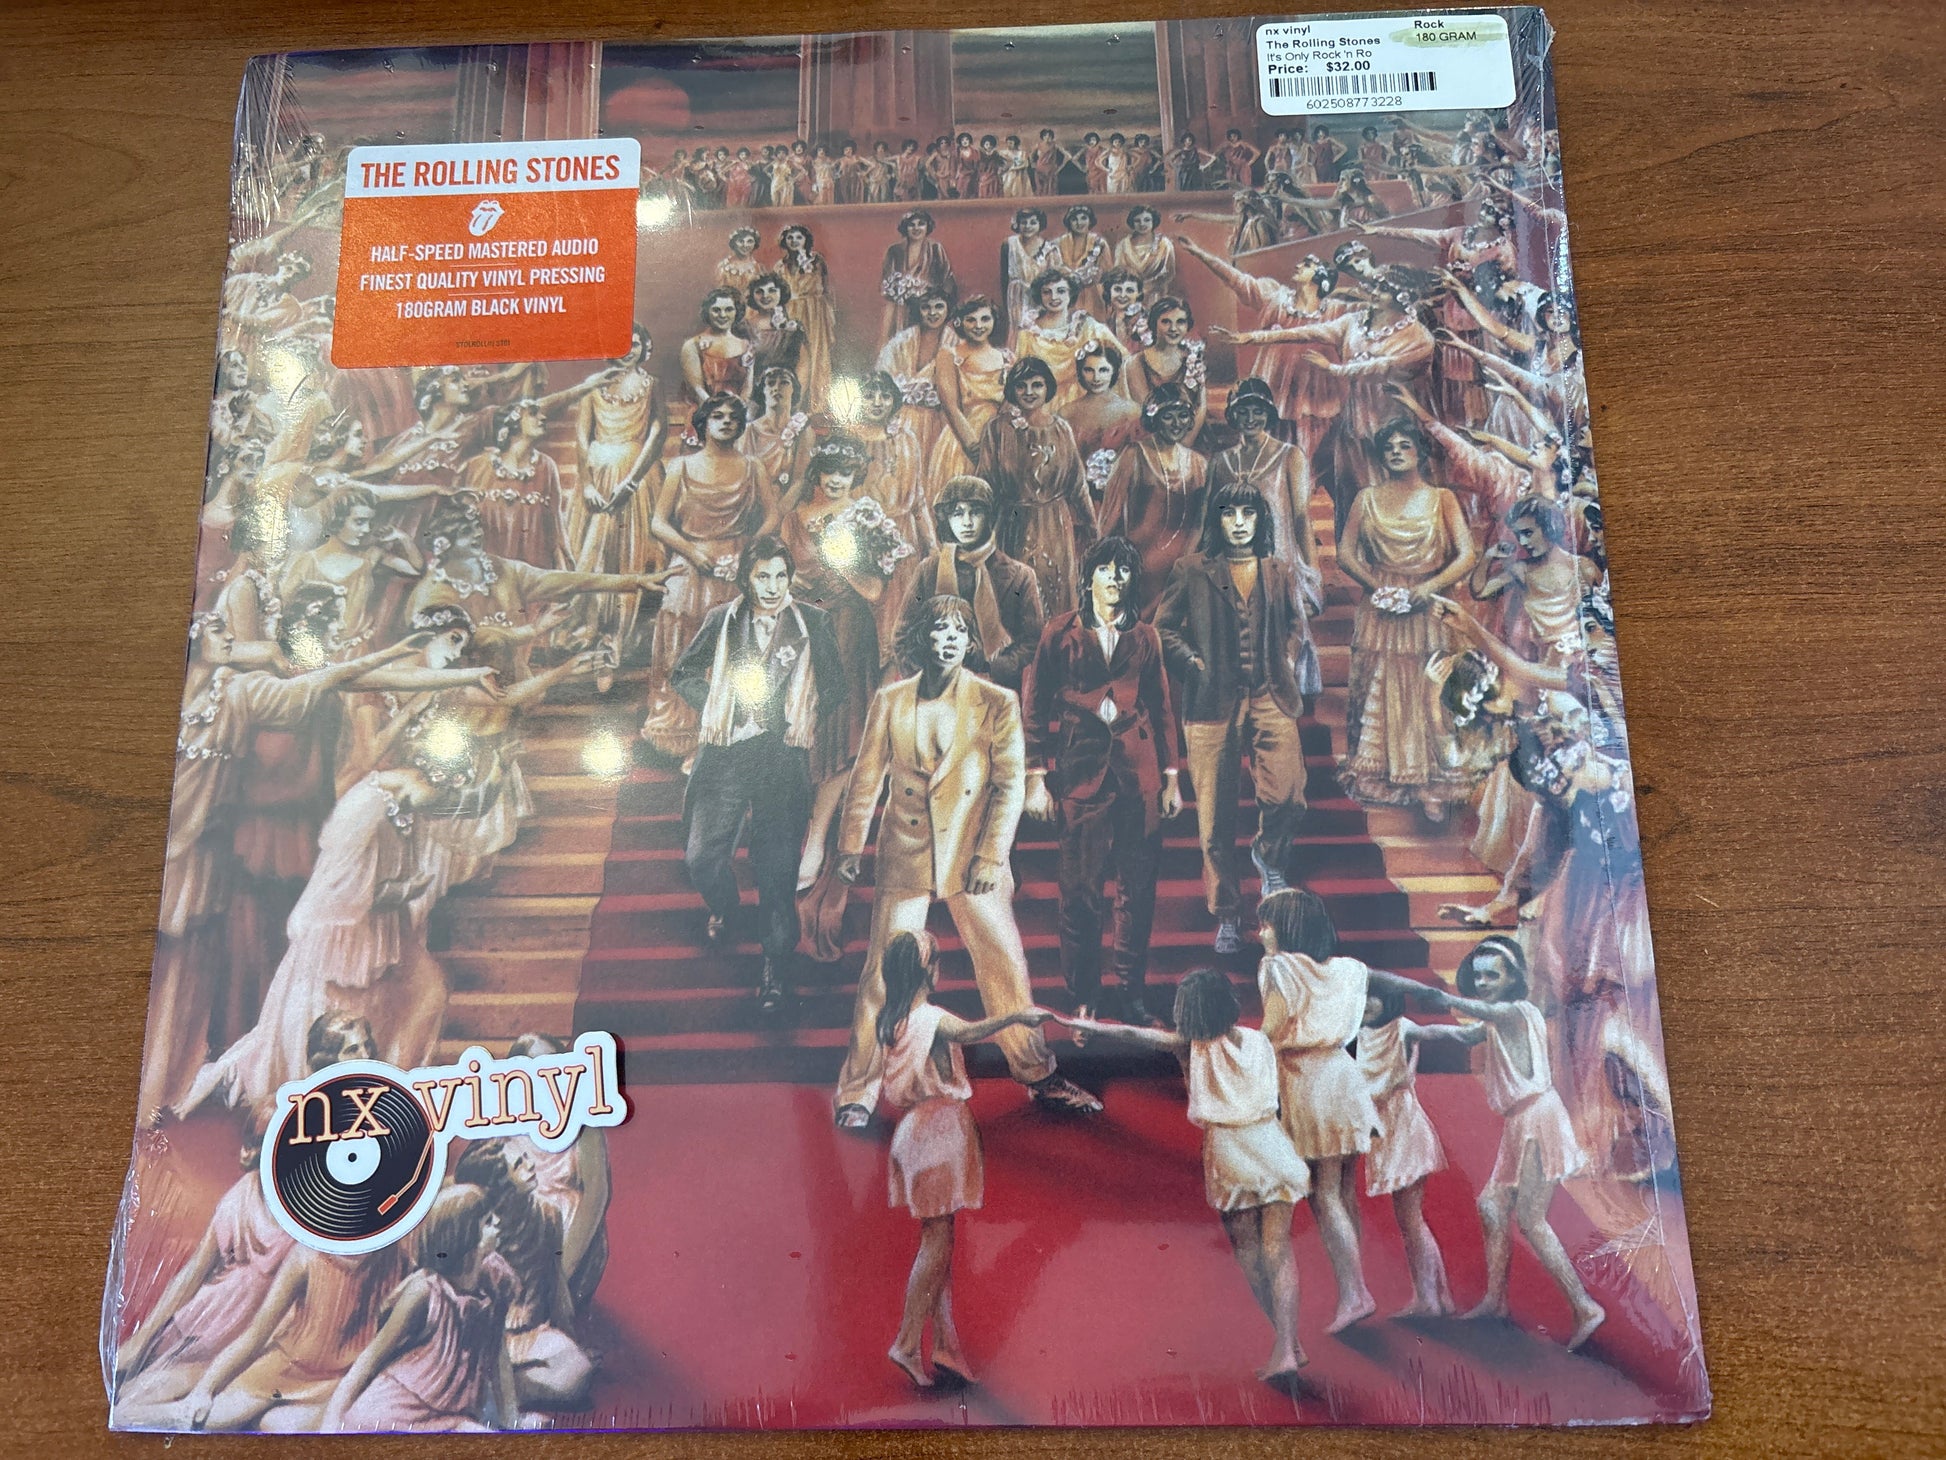 nx vinyl Rock
The Rolling Stones 180 GRAM
It's Only Rock 'n Ro
Price: $32.00
602508773228
THE ROLLING STONES
HALF-SPEED MASTERED AUDIO
FINEST QUALITY VINYL PRESSING
180GRAM BLACK VINYL
nx vinyl